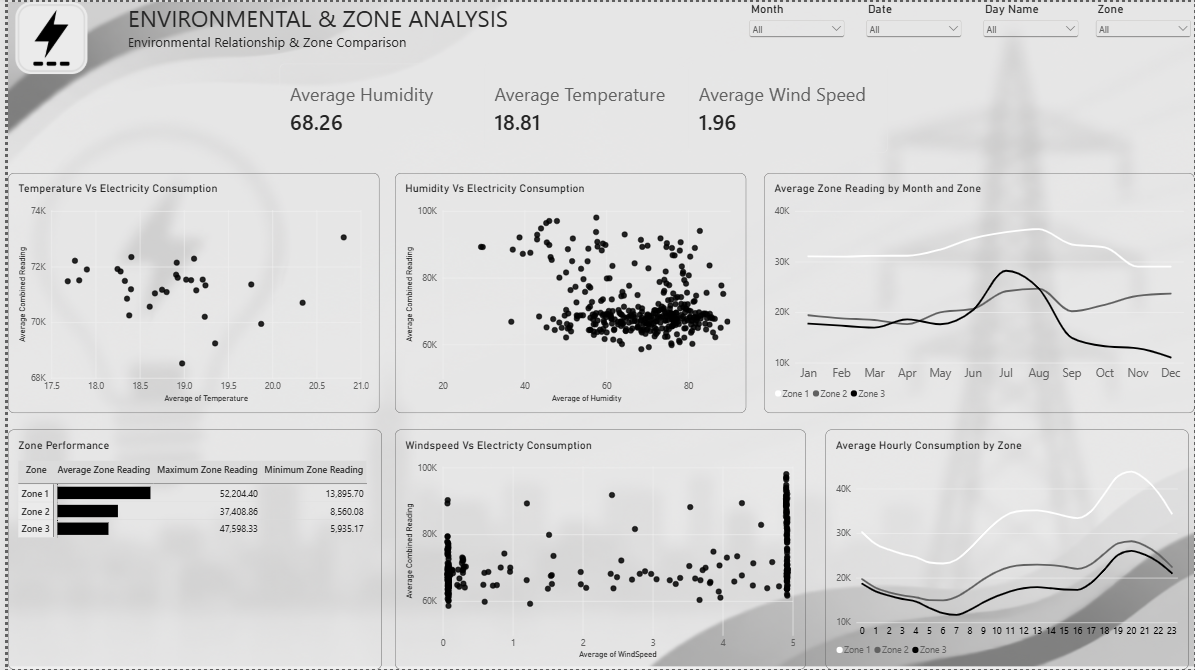 ENVIRONMENTAL & ZONE ANALYSIS
Environmental Relationship & Zone Comparison
Month
Date
Day Name
Zone
All
All
All
All
Average Humidity
Average Temperature
Average Wind Speed
68.26
18.81
1.96
Temperature Vs Electricity Consumption
Average Combined Reading
74K
72K
70K
68K
17.5 18.0 18.5 19.0 19.5 20.0 20.5 21.0
Average of Temperature
Humidity Vs Electricity Consumption
Average Combined Reading
100K
80K
60K
20 40 60 80
Average of Humidity
Average Zone Reading by Month and Zone
40K
30K
20K
10K
Jan Feb Mar Apr May Jun Jul Aug Sep Oct Nov Dec
Zone 1 Zone 2 Zone 3
Zone Performance
Zone Average Zone Reading Maximum Zone Reading Minimum Zone Reading
Zone 1 52,204.40 13,895.70
Zone 2 37,408.86 8,560.08
Zone 3 47,598.33 5,935.17
Windspeed Vs Electricty Consumption
Average Combined Reading
100K
80K
60K
0 1 2 3 4 5
Average of WindSpeed
Average Hourly Consumption by Zone
40K
30K
20K
10K
0 1 2 3 4 5 6 7 8 9 10 11 12 13 14 15 16 17 18 19 20 21 22 23
Zone 1 Zone 2 Zone 3